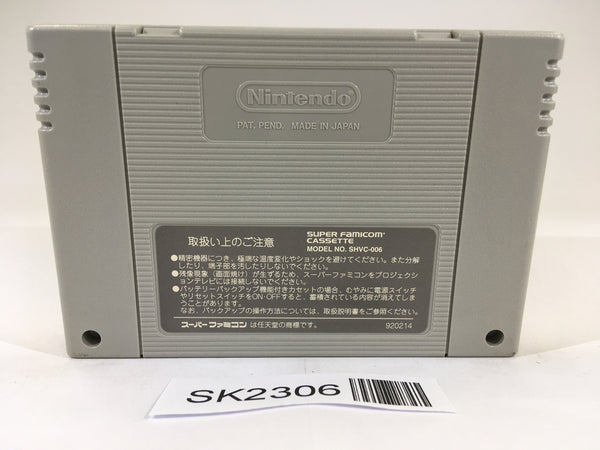 Nintendo
PAT. PEND. MADE IN JAPAN
取扱い上のご注意
SUPER FAMICOM
CASSETTE
MODEL NO. SHVC-006
●精密機器につき、極端な温度変化やショックを避けてください。また分解
したり、端子部を汚したりしないでください。
●残像現象（画面焼け）が生ずるため、スーパーファミコンをプロジェクシ
ョンテレビには接続しないでください。
●バッテリーバックアップ機能付きカセットの場合、むやみに電源スイッチ
やリセットスイッチをON・OFFすると、蓄積されている内容が消えてしま
うことがあります。
なお、バックアップの操作方法については、取扱説明書をご参照ください。
スーパーファミコン は任天堂の商標です。
920214
SK2306